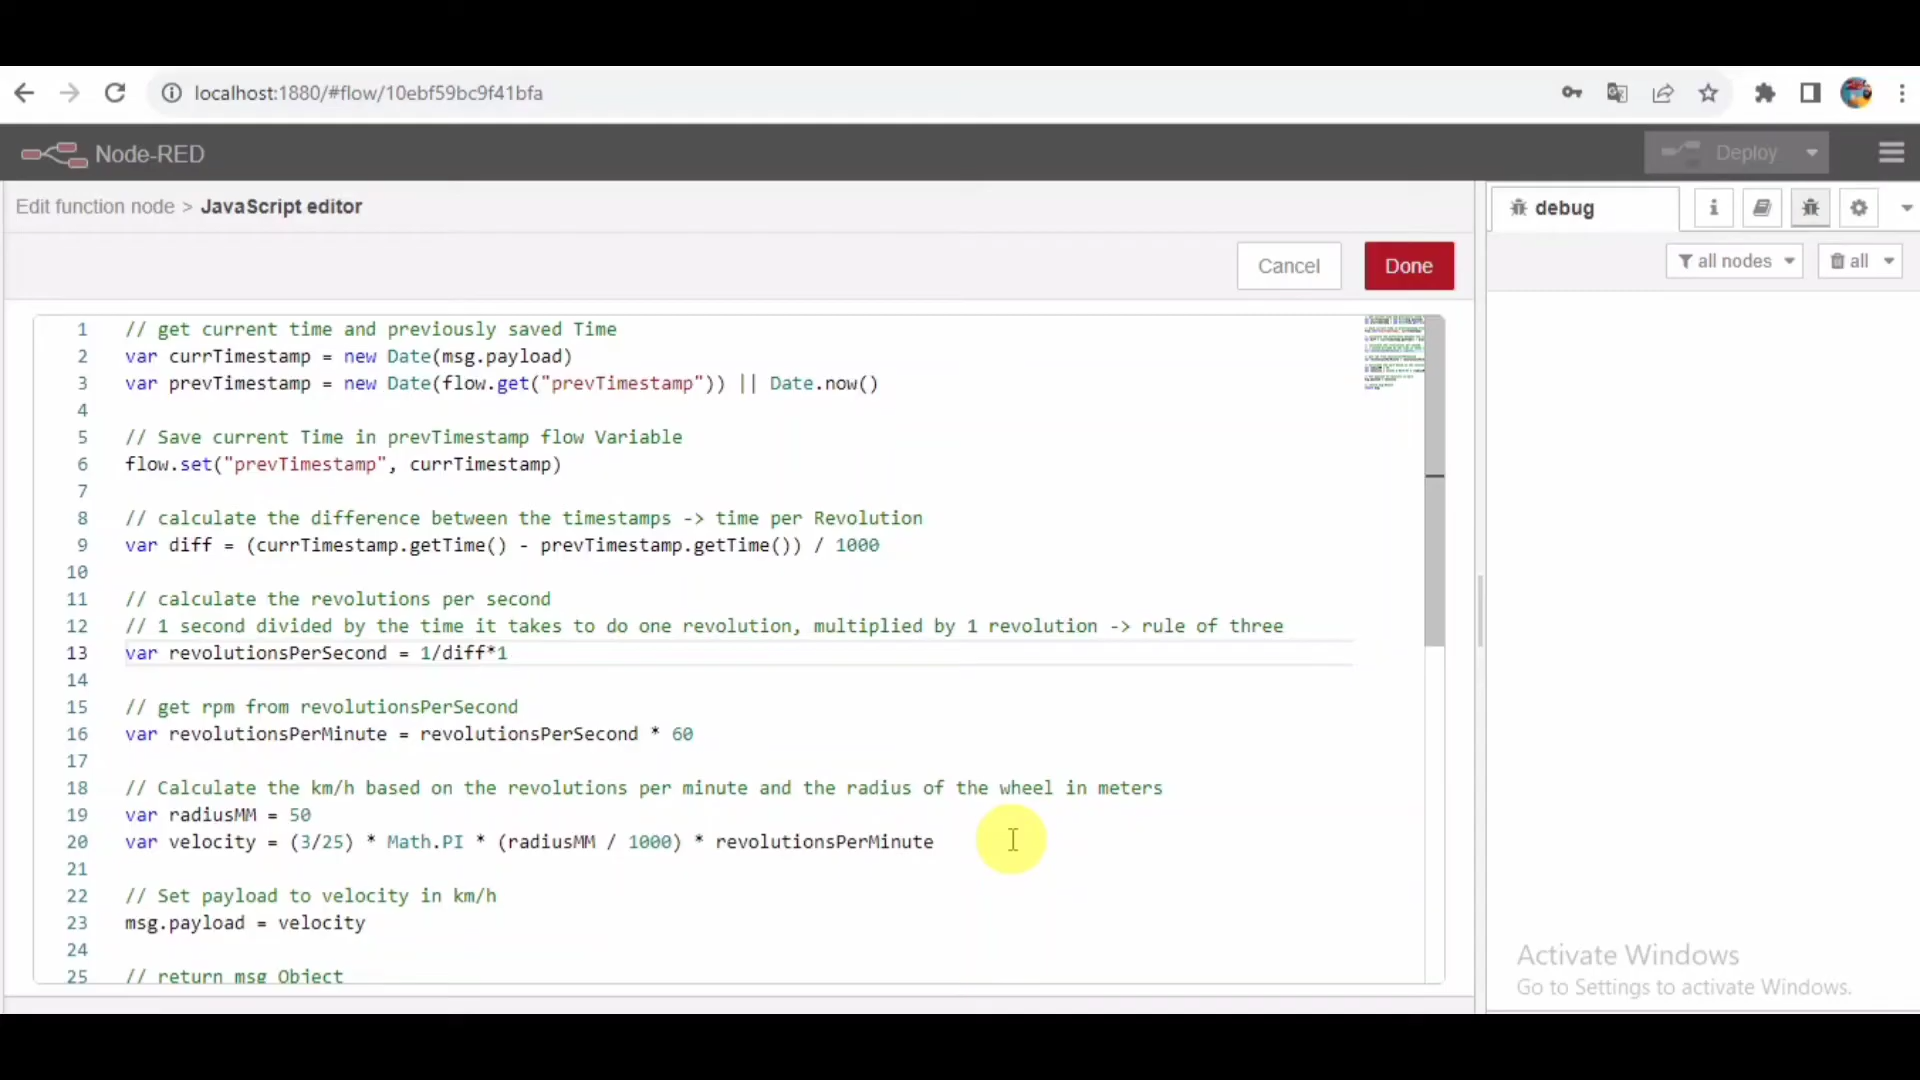 localhost:1880/#flow/10ebf59bc9f41bfa
Node-RED
Deploy
Edit function node > JavaScript editor
debug
i
Cancel
Done
all nodes
all
1 // get current time and previously saved Time
2 var currTimestamp = new Date(msg.payload)
3 var prevTimestamp = new Date(flow.get("prevTimestamp")) || Date.now()
4
5 // Save current Time in prevTimestamp flow Variable
6 flow.set("prevTimestamp", currTimestamp)
7
8 // calculate the difference between the timestamps -> time per Revolution
9 var diff = (currTimestamp.getTime() - prevTimestamp.getTime()) / 1000
10
11 // calculate the revolutions per second
12 // 1 second divided by the time it takes to do one revolution, multiplied by 1 revolution -> rule of three
13 var revolutionsPerSecond = 1/diff*1
14
15 // get rpm from revolutionsPerSecond
16 var revolutionsPerMinute = revolutionsPerSecond * 60
17
18 // Calculate the km/h based on the revolutions per minute and the radius of the wheel in meters
19 var radiusMM = 50
20 var velocity = (3/25) * Math.PI * (radiusMM / 1000) * revolutionsPerMinute
21
22 // Set payload to velocity in km/h
23 msg.payload = velocity
24
25 // return msg Object
Activate Windows
Go to Settings to activate Windows.